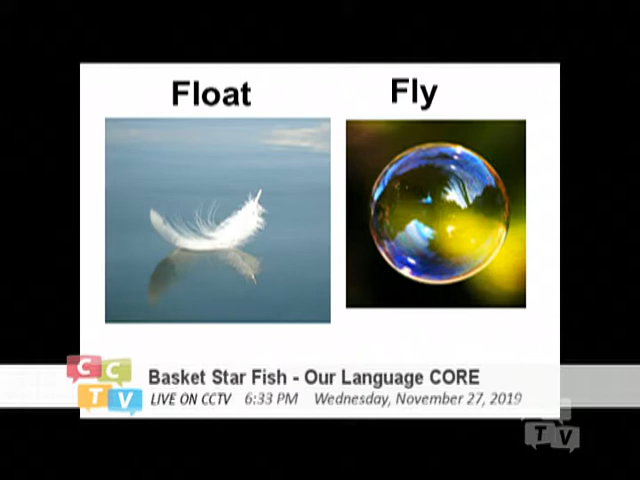 Float Fly
CC
TV
Basket Star Fish - Our Language CORE
LIVE ON CCTV 6:33 PM Wednesday, November 27, 2019
TV